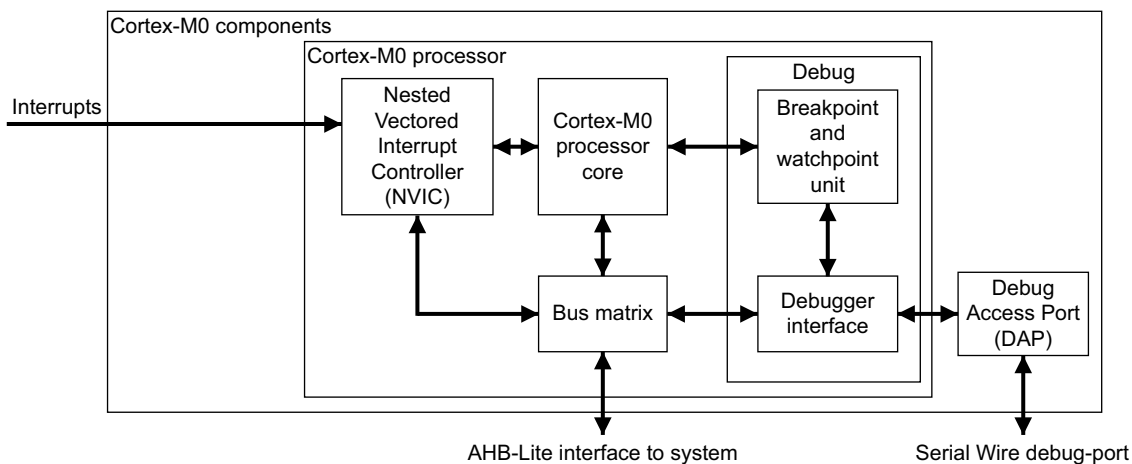 Cortex-M0 components
Cortex-M0 processor
Debug
Interrupts
Nested
Vectored
Interrupt
Controller
(NVIC)
Cortex-M0
processor
core
Breakpoint
and
watchpoint
unit
Bus matrix
Debugger
interface
Debug
Access Port
(DAP)
AHB-Lite interface to system
Serial Wire debug-port